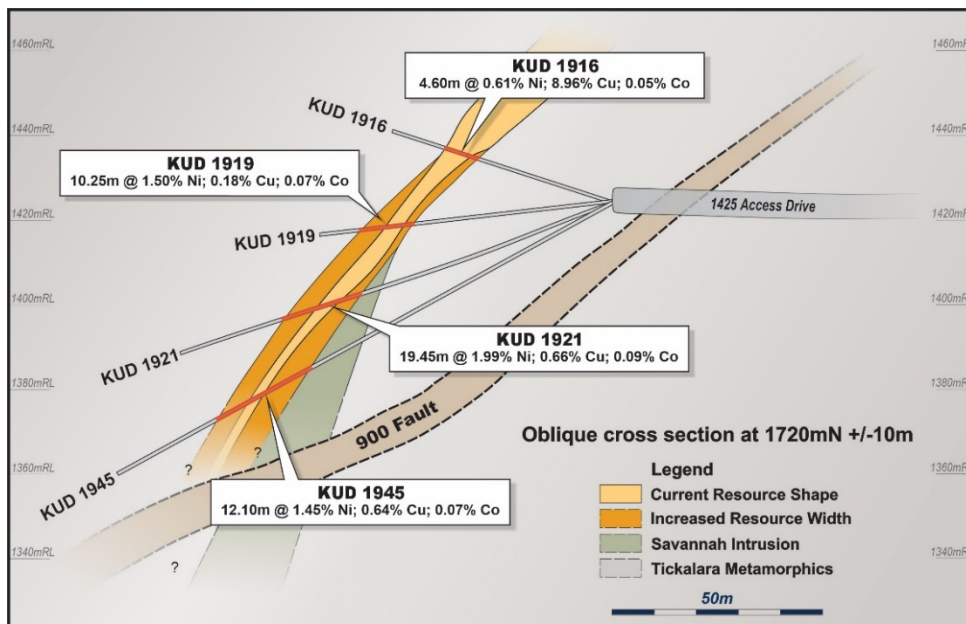 1460mRL
1460mRL
KUD 1916
4.60m @ 0.61% Ni; 8.96% Cu; 0.05% Co
KUD 1916
1440mRL
1440mRL
KUD 1919
10.25m @ 1.50% Ni; 0.18% Cu; 0.07% Co
1425 Access Drive
1420mRL
1420mRL
KUD 1919
1400mRL
1400mRL
KUD 1921
19.45m @ 1.99% Ni; 0.66% Cu; 0.09% Co
KUD 1921
1380mRL
1380mRL
900 Fault
Oblique cross section at 1720mN +/-10m
?
?
KUD 1945
1360mRL
1360mRL
KUD 1945
12.10m @ 1.45% Ni; 0.64% Cu; 0.07% Co
Legend
Current Resource Shape
Increased Resource Width
Savannah Intrusion
Tickalara Metamorphics
1340mRL
1340mRL
?
50m